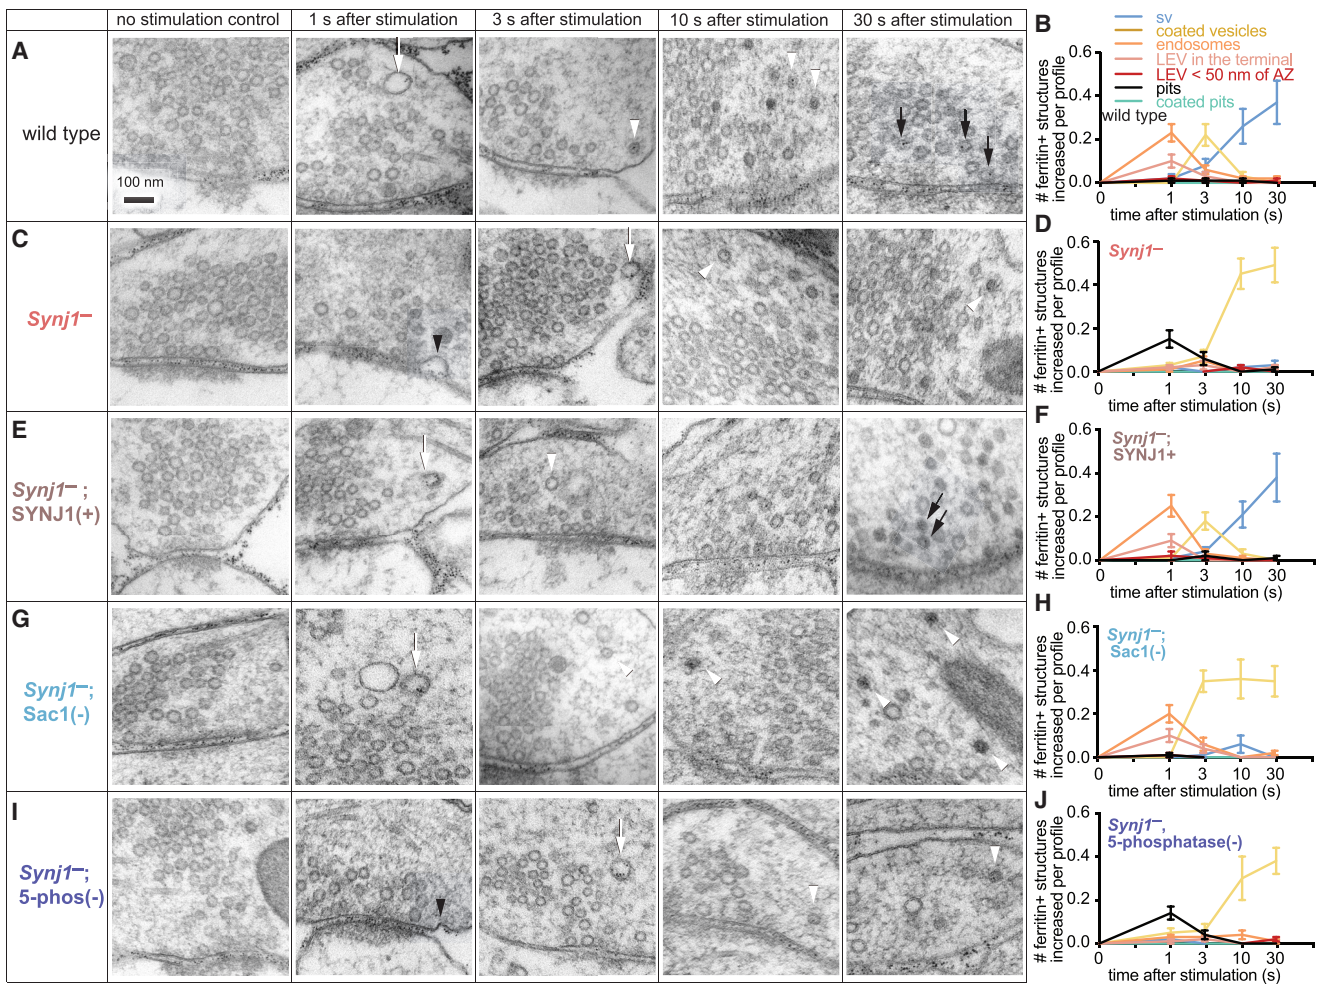 no stimulation control
1 s after stimulation
3 s after stimulation
10 s after stimulation
30 s after stimulation
A
wild type
100 nm
B
sv
coated vesicles
endosomes
LEV in the terminal
LEV < 50 nm of AZ
pits
coated pits
wild type
# ferritin+ structures
increased per profile
0.6
0.4
0.2
0.0
0 1 3 10 30
time after stimulation (s)
C
Synj1–
D
Synj1–
# ferritin+ structures
increased per profile
0.6
0.4
0.2
0.0
0 1 3 10 30
time after stimulation (s)
E
Synj1–;
SYNJ1(+)
F
Synj1–;
SYNJ1+
# ferritin+ structures
increased per profile
0.6
0.4
0.2
0.0
0 1 3 10 30
time after stimulation (s)
G
Synj1–;
Sac1(-)
H
Synj1–;
Sac1(-)
# ferritin+ structures
increased per profile
0.6
0.4
0.2
0.0
0 1 3 10 30
time after stimulation (s)
I
Synj1–;
5-phos(-)
J
Synj1–,
5-phosphatase(-)
# ferritin+ structures
increased per profile
0.6
0.4
0.2
0.0
0 1 3 10 30
time after stimulation (s)